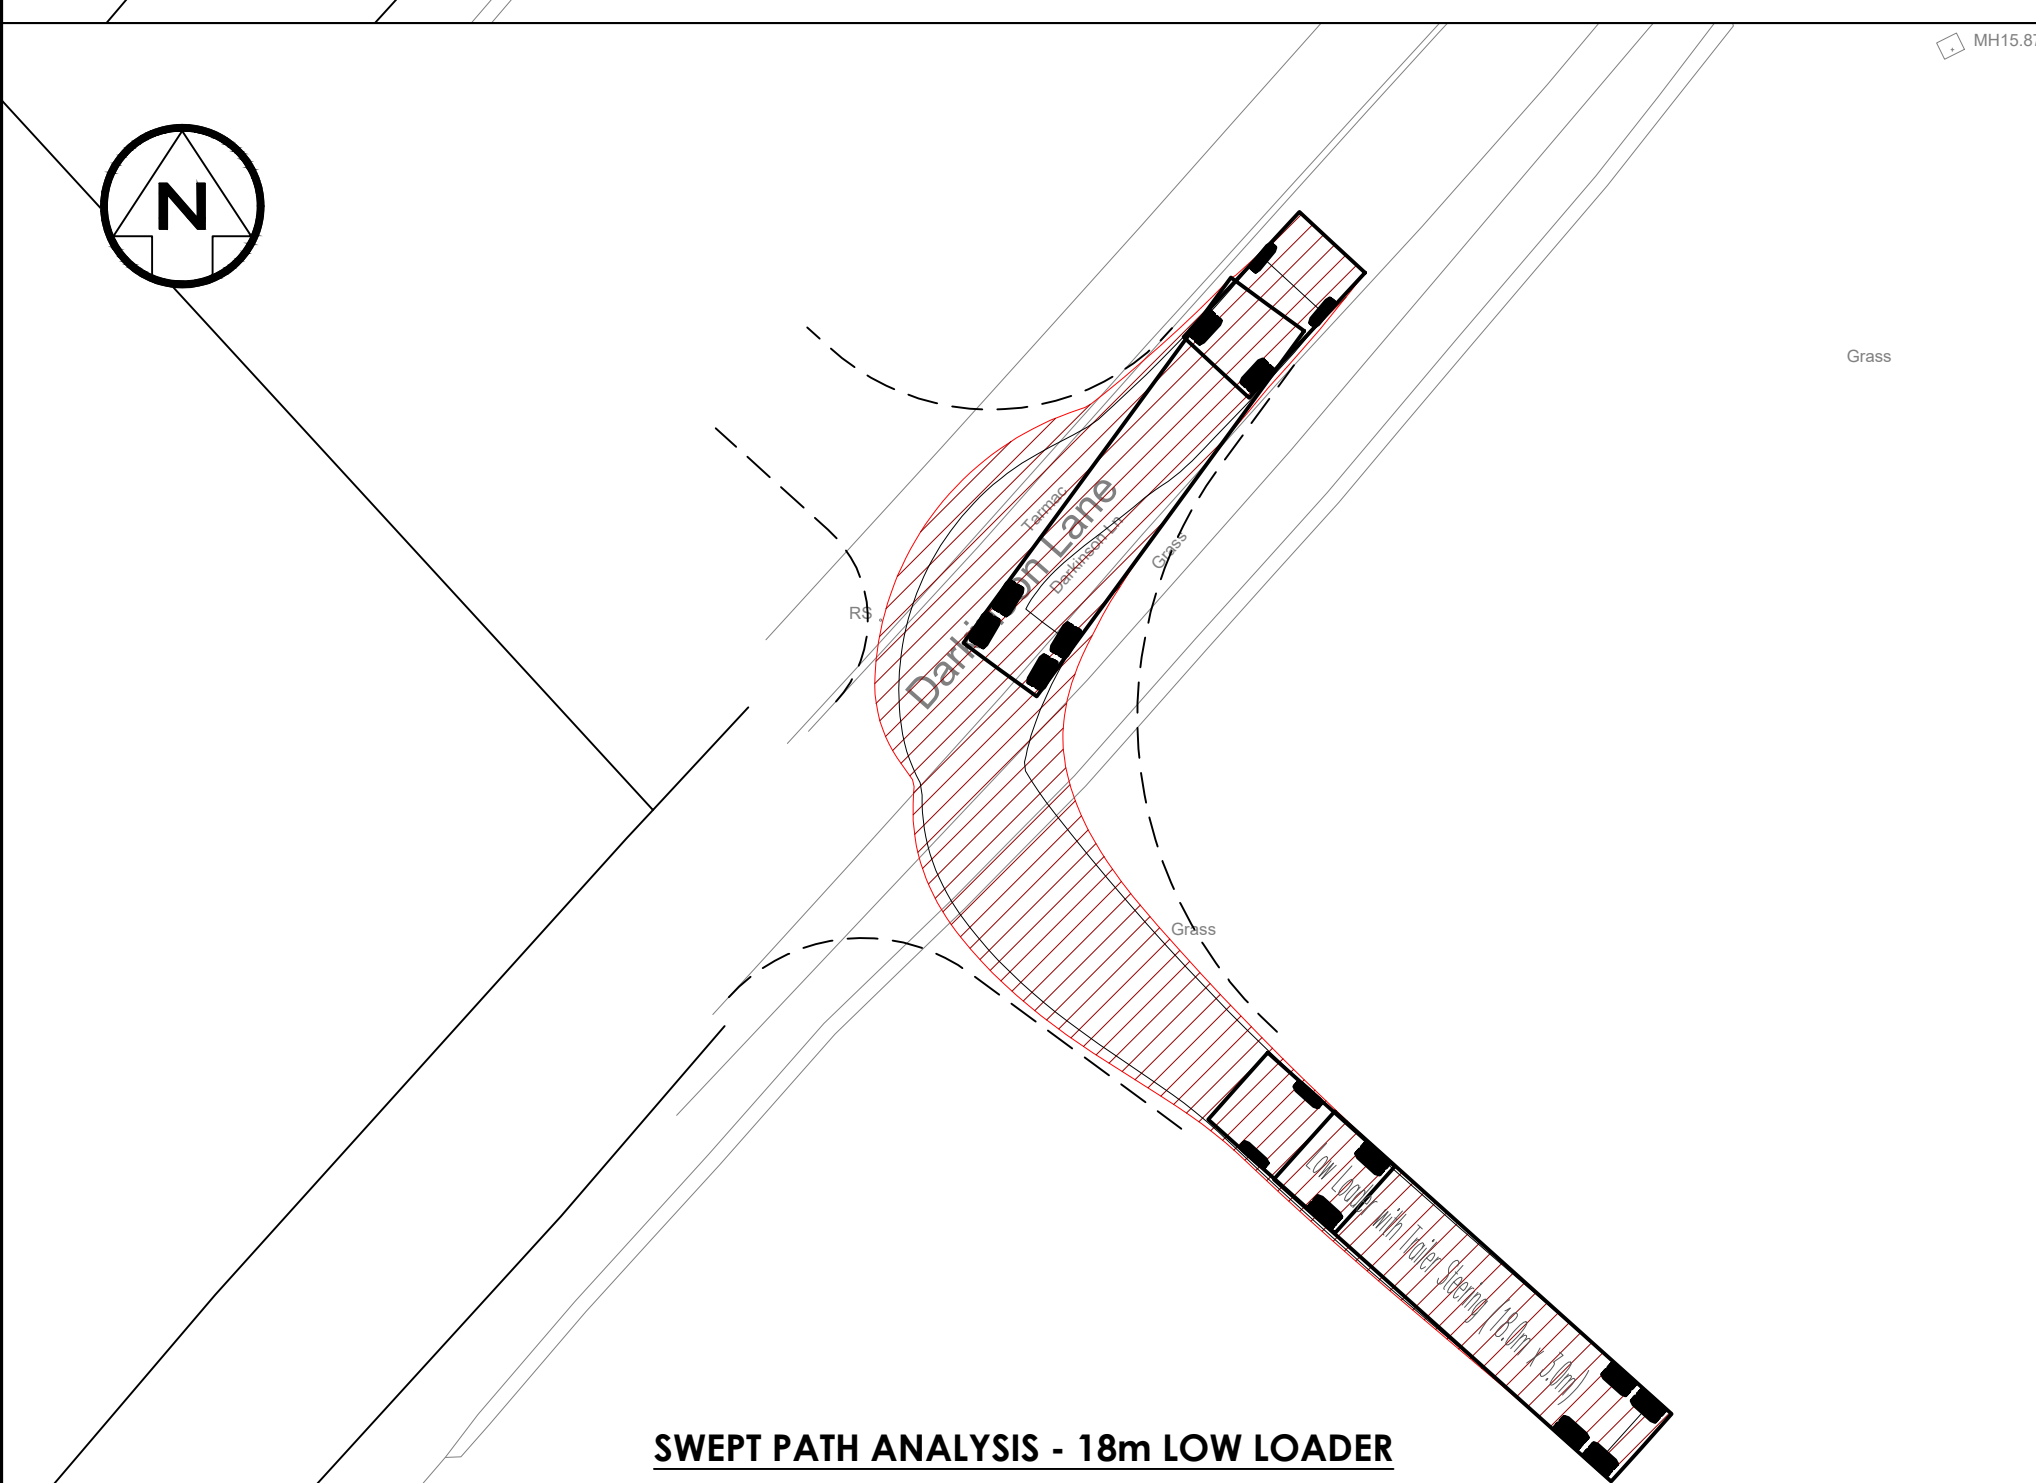 MH15.87
N
Grass
Tarmac
Darkinson Lane
Darkinson Ln
Grass
RS
Grass
Low Loader with Trailer Steering (18.0m x 3.0m)
SWEPT PATH ANALYSIS - 18m LOW LOADER